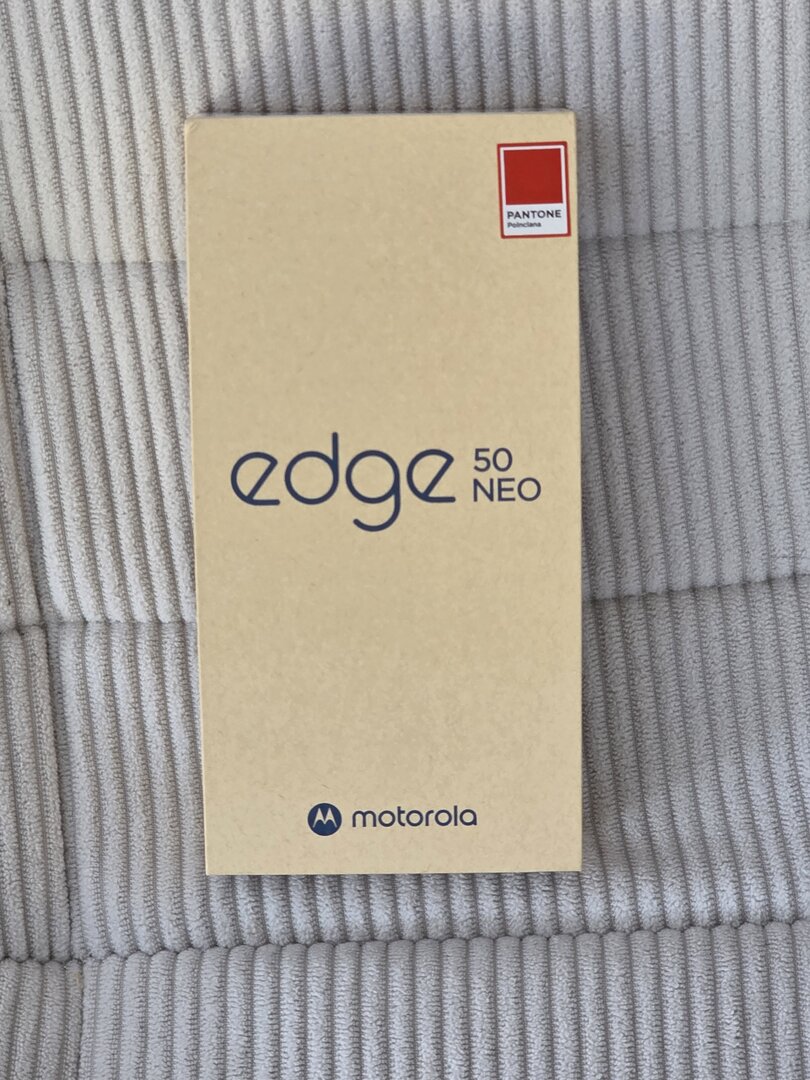 PANTONE
Poinciana
edge 50
NEO
motorola